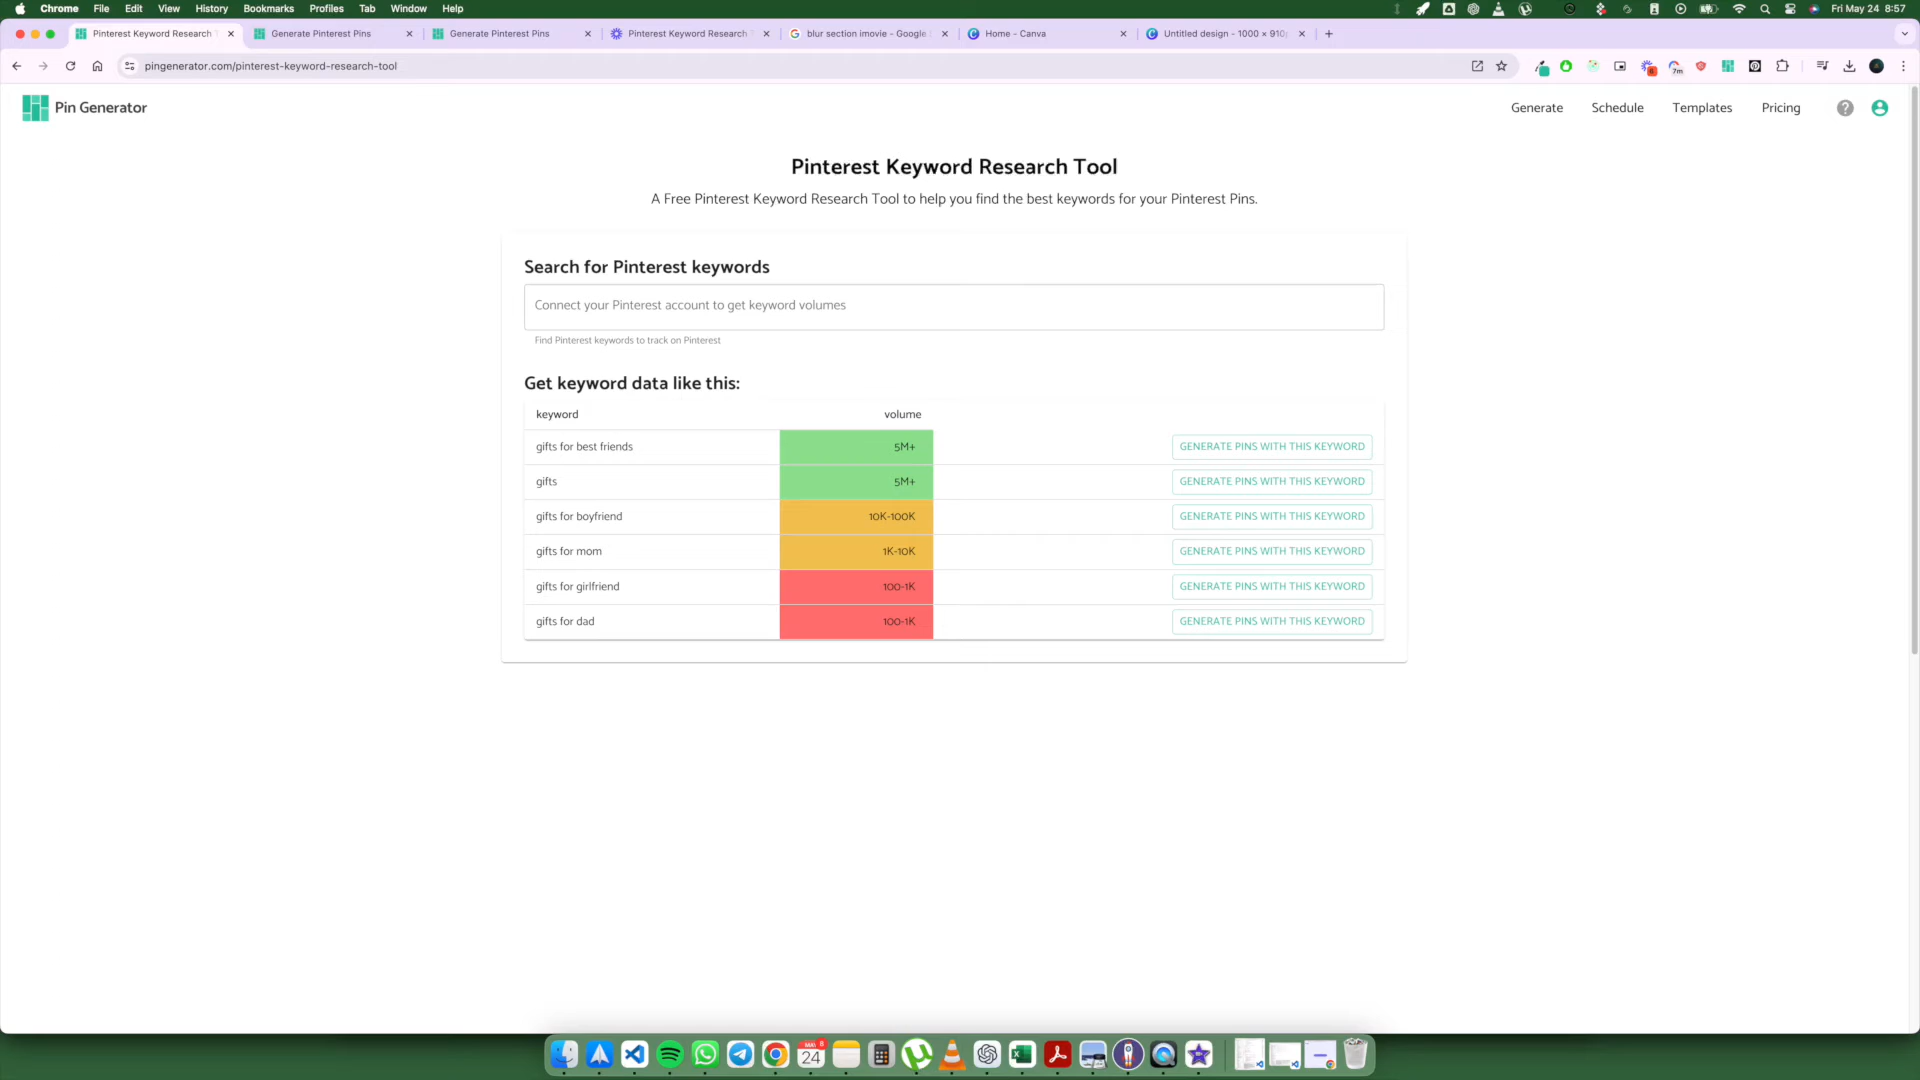 Chrome File Edit View History Bookmarks Profiles Tab Window Help Fri May 24 8:57
Pinterest Keyword Research Generate Pinterest Pins Generate Pinterest Pins Pinterest Keyword Research blur section imovie - Google Home - Canva Untitled design - 1000 × 910
pingenerator.com/pinterest-keyword-research-tool
Pin Generator
Generate Schedule Templates Pricing
Pinterest Keyword Research Tool
A Free Pinterest Keyword Research Tool to help you find the best keywords for your Pinterest Pins.
Search for Pinterest keywords
Connect your Pinterest account to get keyword volumes
Find Pinterest keywords to track on Pinterest
Get keyword data like this:
keyword volume
gifts for best friends 5M+ GENERATE PINS WITH THIS KEYWORD
gifts 5M+ GENERATE PINS WITH THIS KEYWORD
gifts for boyfriend 10K-100K GENERATE PINS WITH THIS KEYWORD
gifts for mom 1K-10K GENERATE PINS WITH THIS KEYWORD
gifts for girlfriend 100-1K GENERATE PINS WITH THIS KEYWORD
gifts for dad 100-1K GENERATE PINS WITH THIS KEYWORD
24